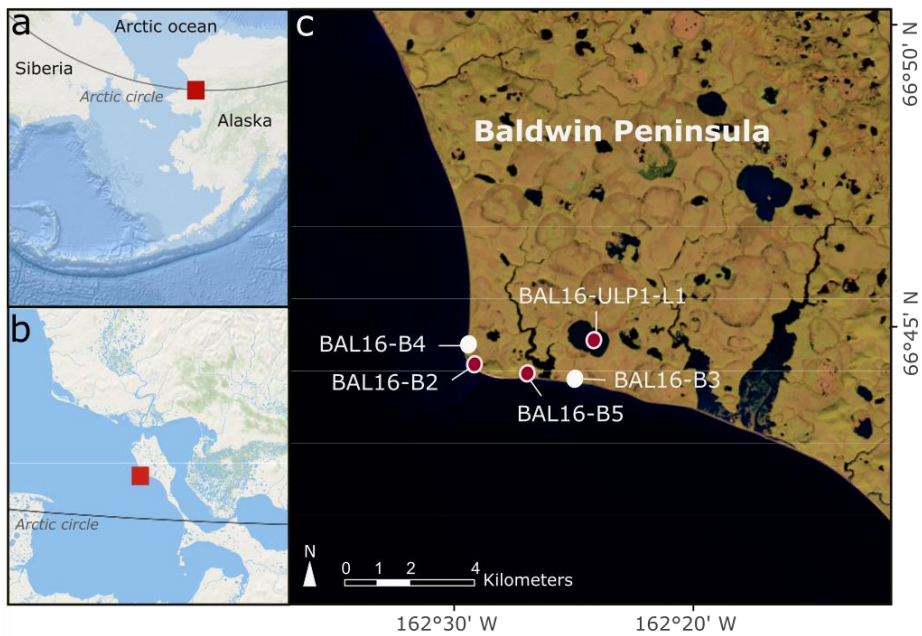 a
Arctic ocean
Siberia
Arctic circle
Alaska
b
Arctic circle
c
Baldwin Peninsula
BAL16-ULP1-L1
BAL16-B4
BAL16-B2
BAL16-B3
BAL16-B5
N
0 1 2 4
Kilometers
66°50' N
66°45' N
162°30' W
162°20' W